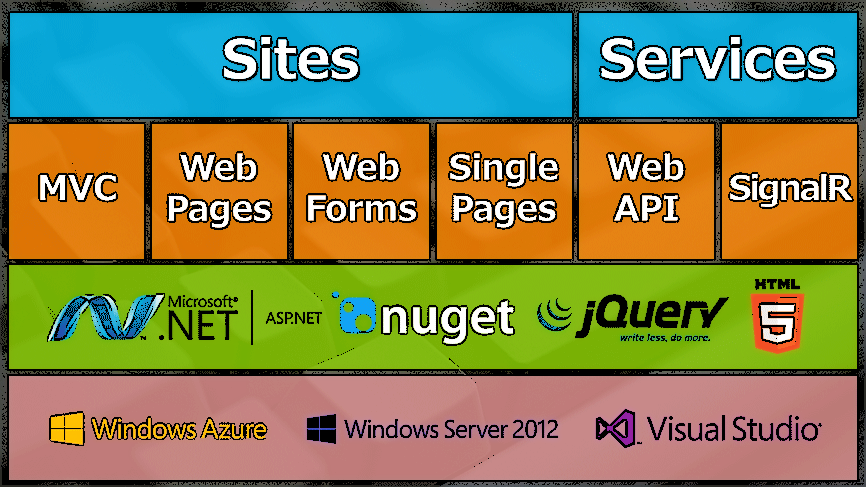 Sites
Services
MVC
Web
Pages
Web
Forms
Single
Pages
Web
API
SignalR
Microsoft®
.NET
ASP.NET
nuget
jQuery
write less, do more.
HTML
5
Windows Azure
Windows Server 2012
Visual Studio